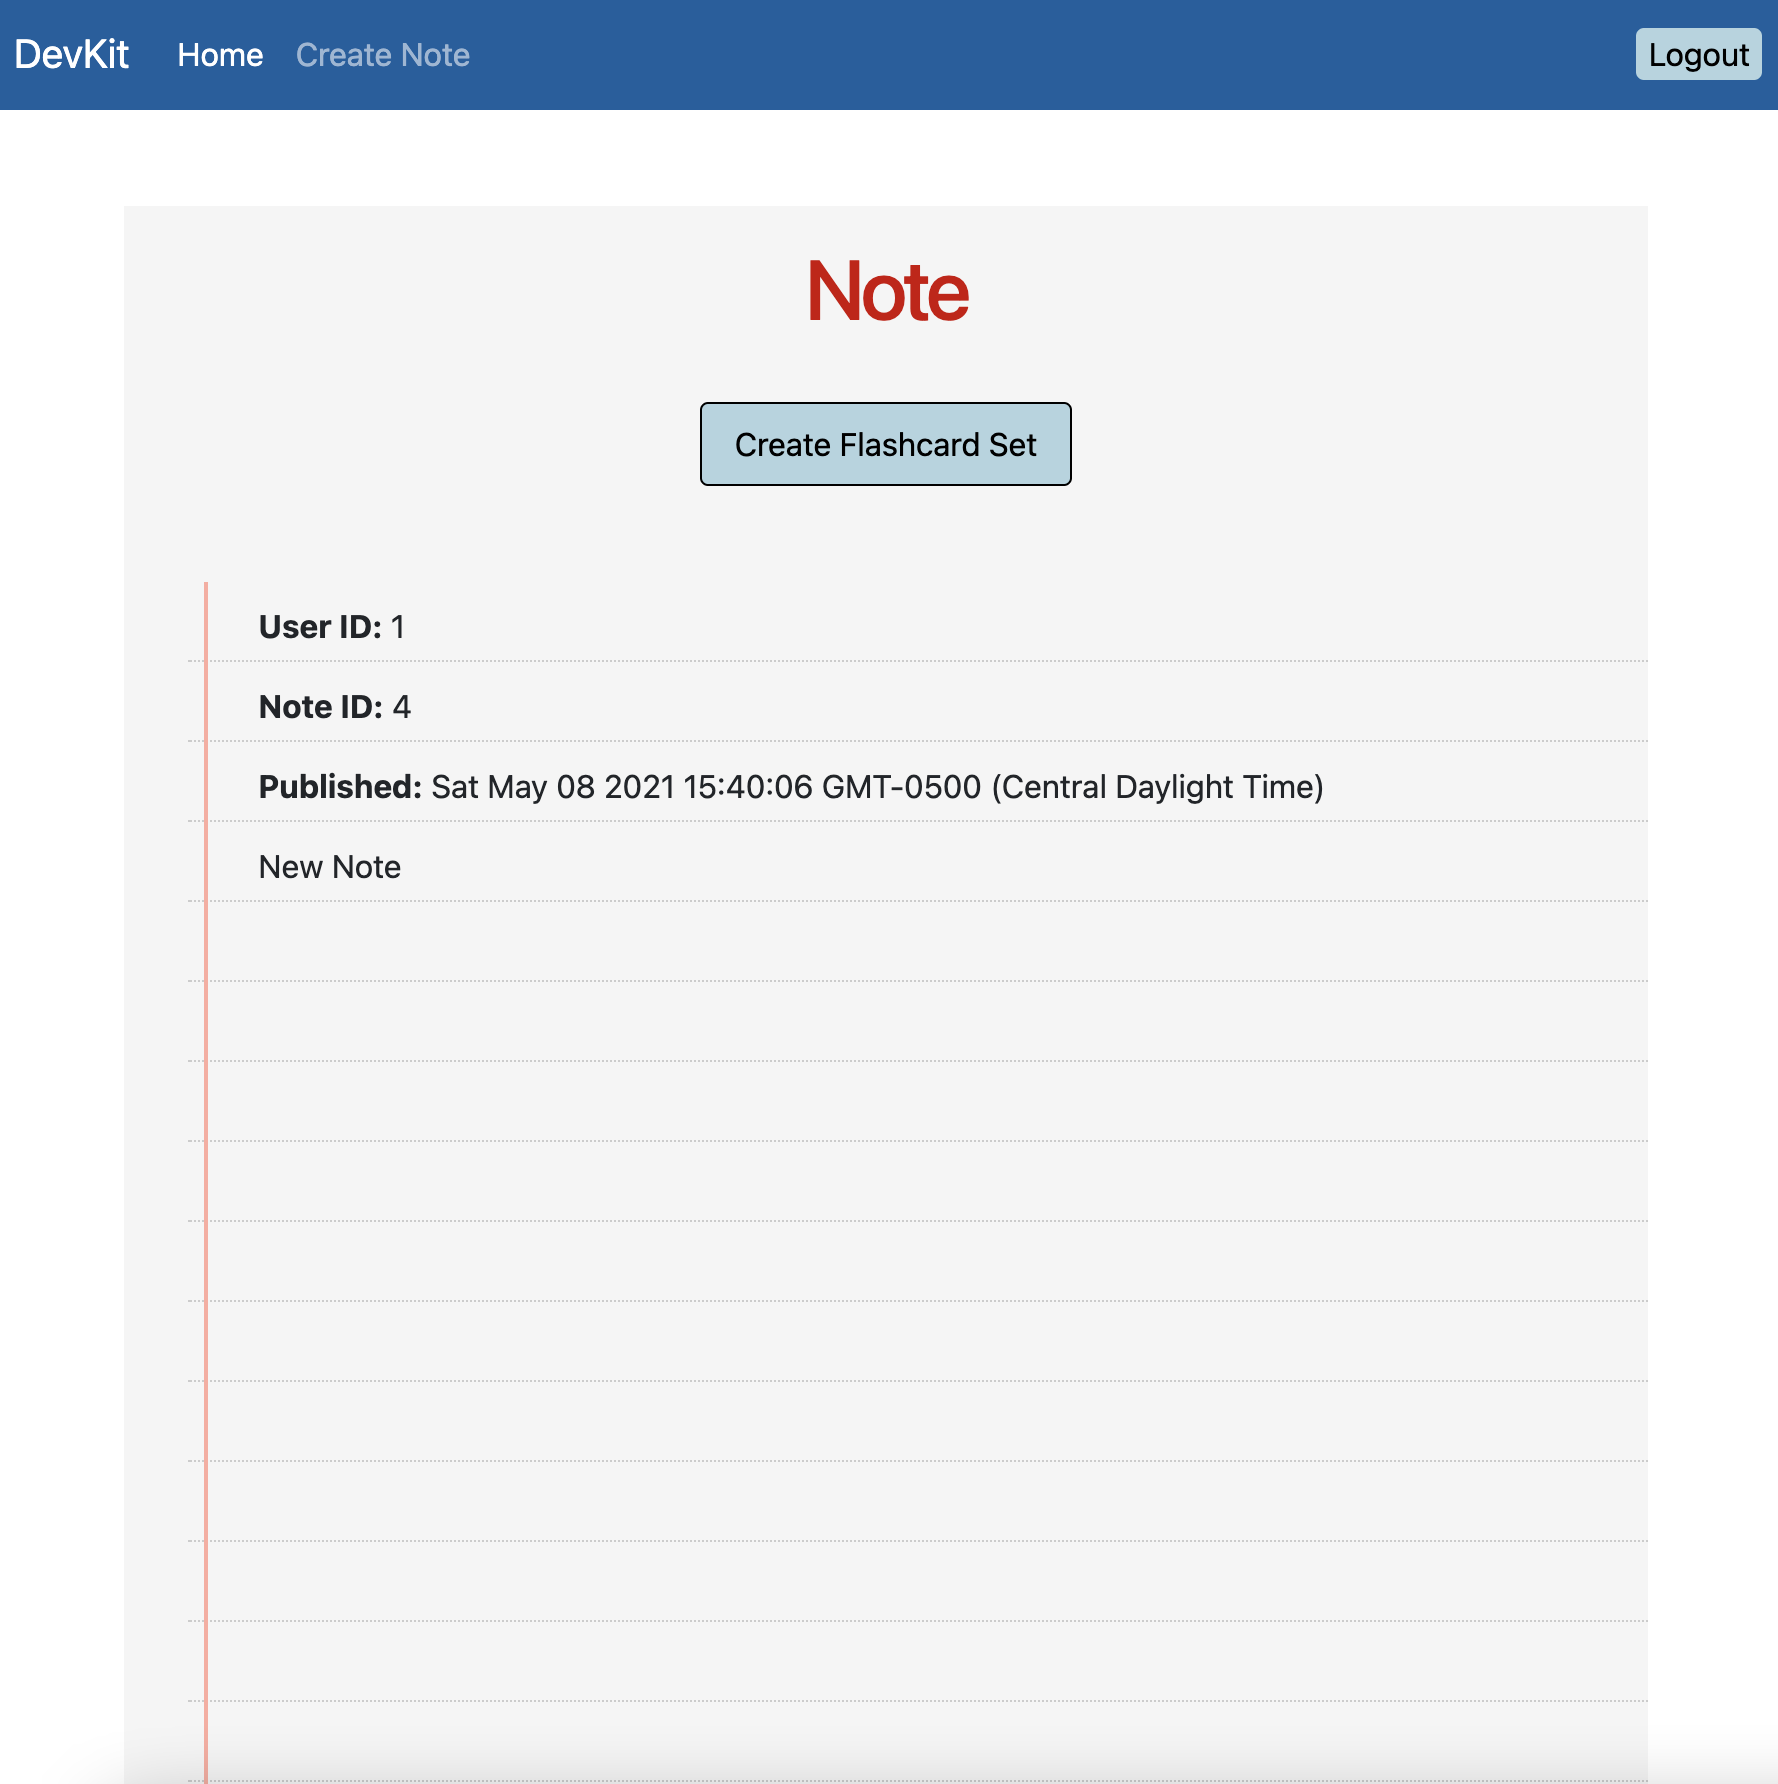 DevKit Home Create Note Logout
Note
Create Flashcard Set
User ID: 1
Note ID: 4
Published: Sat May 08 2021 15:40:06 GMT-0500 (Central Daylight Time)
New Note